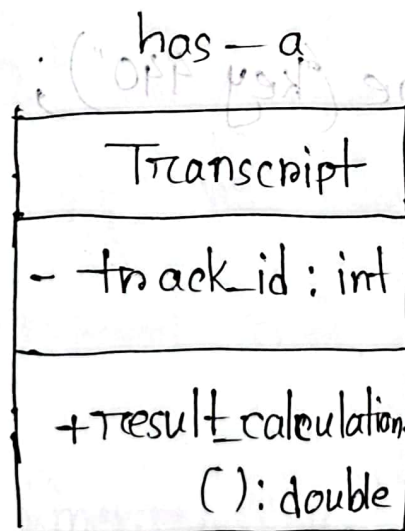 has - a
Transcript
- track_id : int
+ result_calculation
() : double